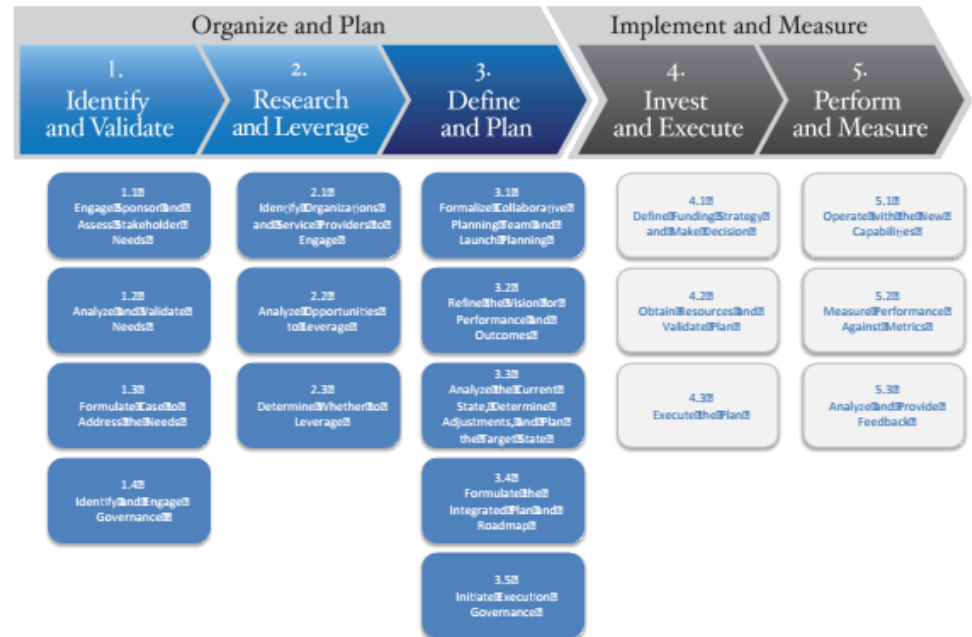 Organize and Plan
Implement and Measure
1.
Identify
and Validate
2.
Research
and Leverage
3.
Define
and Plan
4.
Invest
and Execute
5.
Perform
and Measure
1.1
Engage Sponsor and
Assess Stakeholder
Needs
1.2
Analyze and Validate
Needs
1.3
Formulate Case to
Address the Needs
1.4
Identify and Engage
Governance
2.1
Identify Organizations
and Service Providers to
Engage
2.2
Analyze Opportunities
to Leverage
2.3
Determine Whether to
Leverage
3.1
Formalize Collaborative
Planning Team and
Launch Planning
3.2
Refine the Vision for
Performance and
Outcomes
3.3
Analyze the Current
State, Determine
Adjustments, and Plan
the Target State
3.4
Formulate the
Integrated Plan and
Roadmap
3.5
Initiate Execution
Governance
4.1
Define Funding Strategy
and Make Decision
4.2
Obtain Resources and
Validate Plan
4.3
Execute the Plan
5.1
Operate with the New
Capabilities
5.2
Measure Performance
Against Metrics
5.3
Analyze and Provide
Feedback